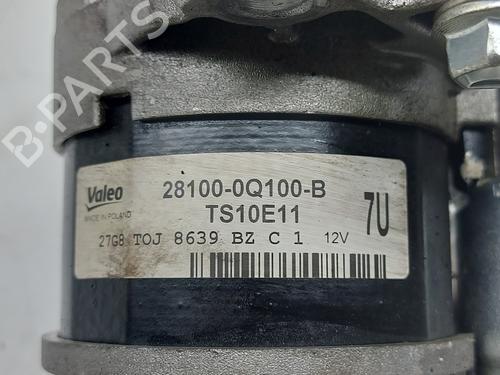 B-PARTS
Valeo
MADE IN POLAND
28100-0Q100-B
TS10E11
7U
27G8 TOJ 8639 BZ C 1 12V